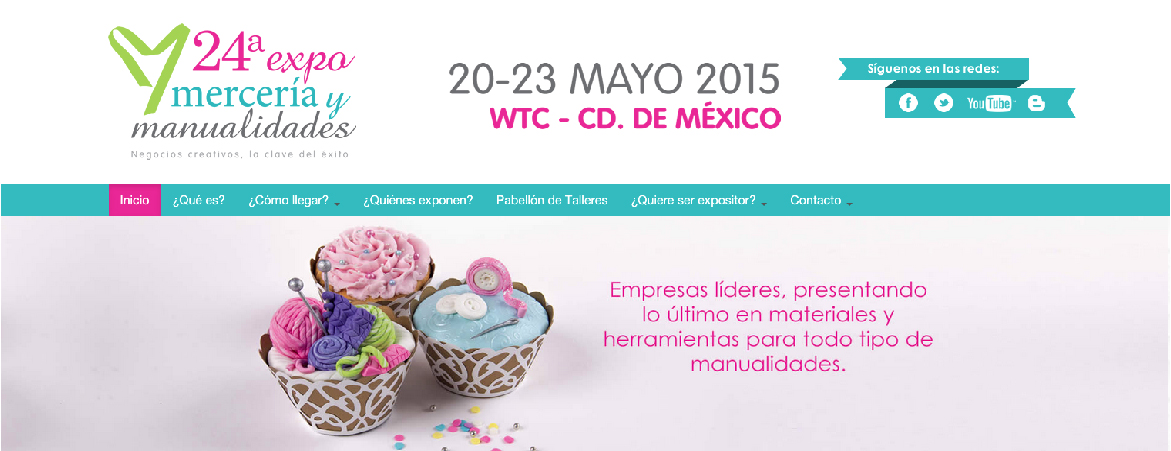 24ª expo
mercería y
manualidades
Negocios creativos, la clave del éxito
20-23 MAYO 2015
WTC - CD. DE MÉXICO
Síguenos en las redes:
You Tube
Inicio ¿Qué es? ¿Cómo llegar? ¿Quiénes exponen? Pabellón de Talleres ¿Quiere ser expositor? Contacto
Empresas líderes, presentando
lo último en materiales y
herramientas para todo tipo de
manualidades.